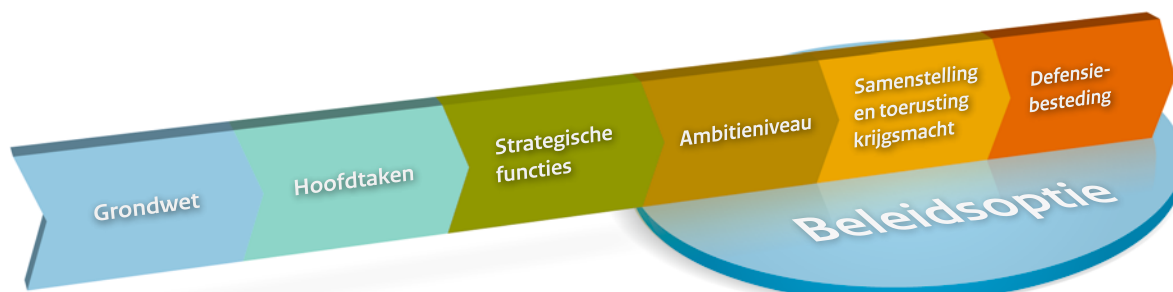 Grondwet
Hoofdtaken
Strategische
functies
Ambitieniveau
Samenstelling
en toerusting
krijgsmacht
Defensie-
besteding
Beleidsoptie